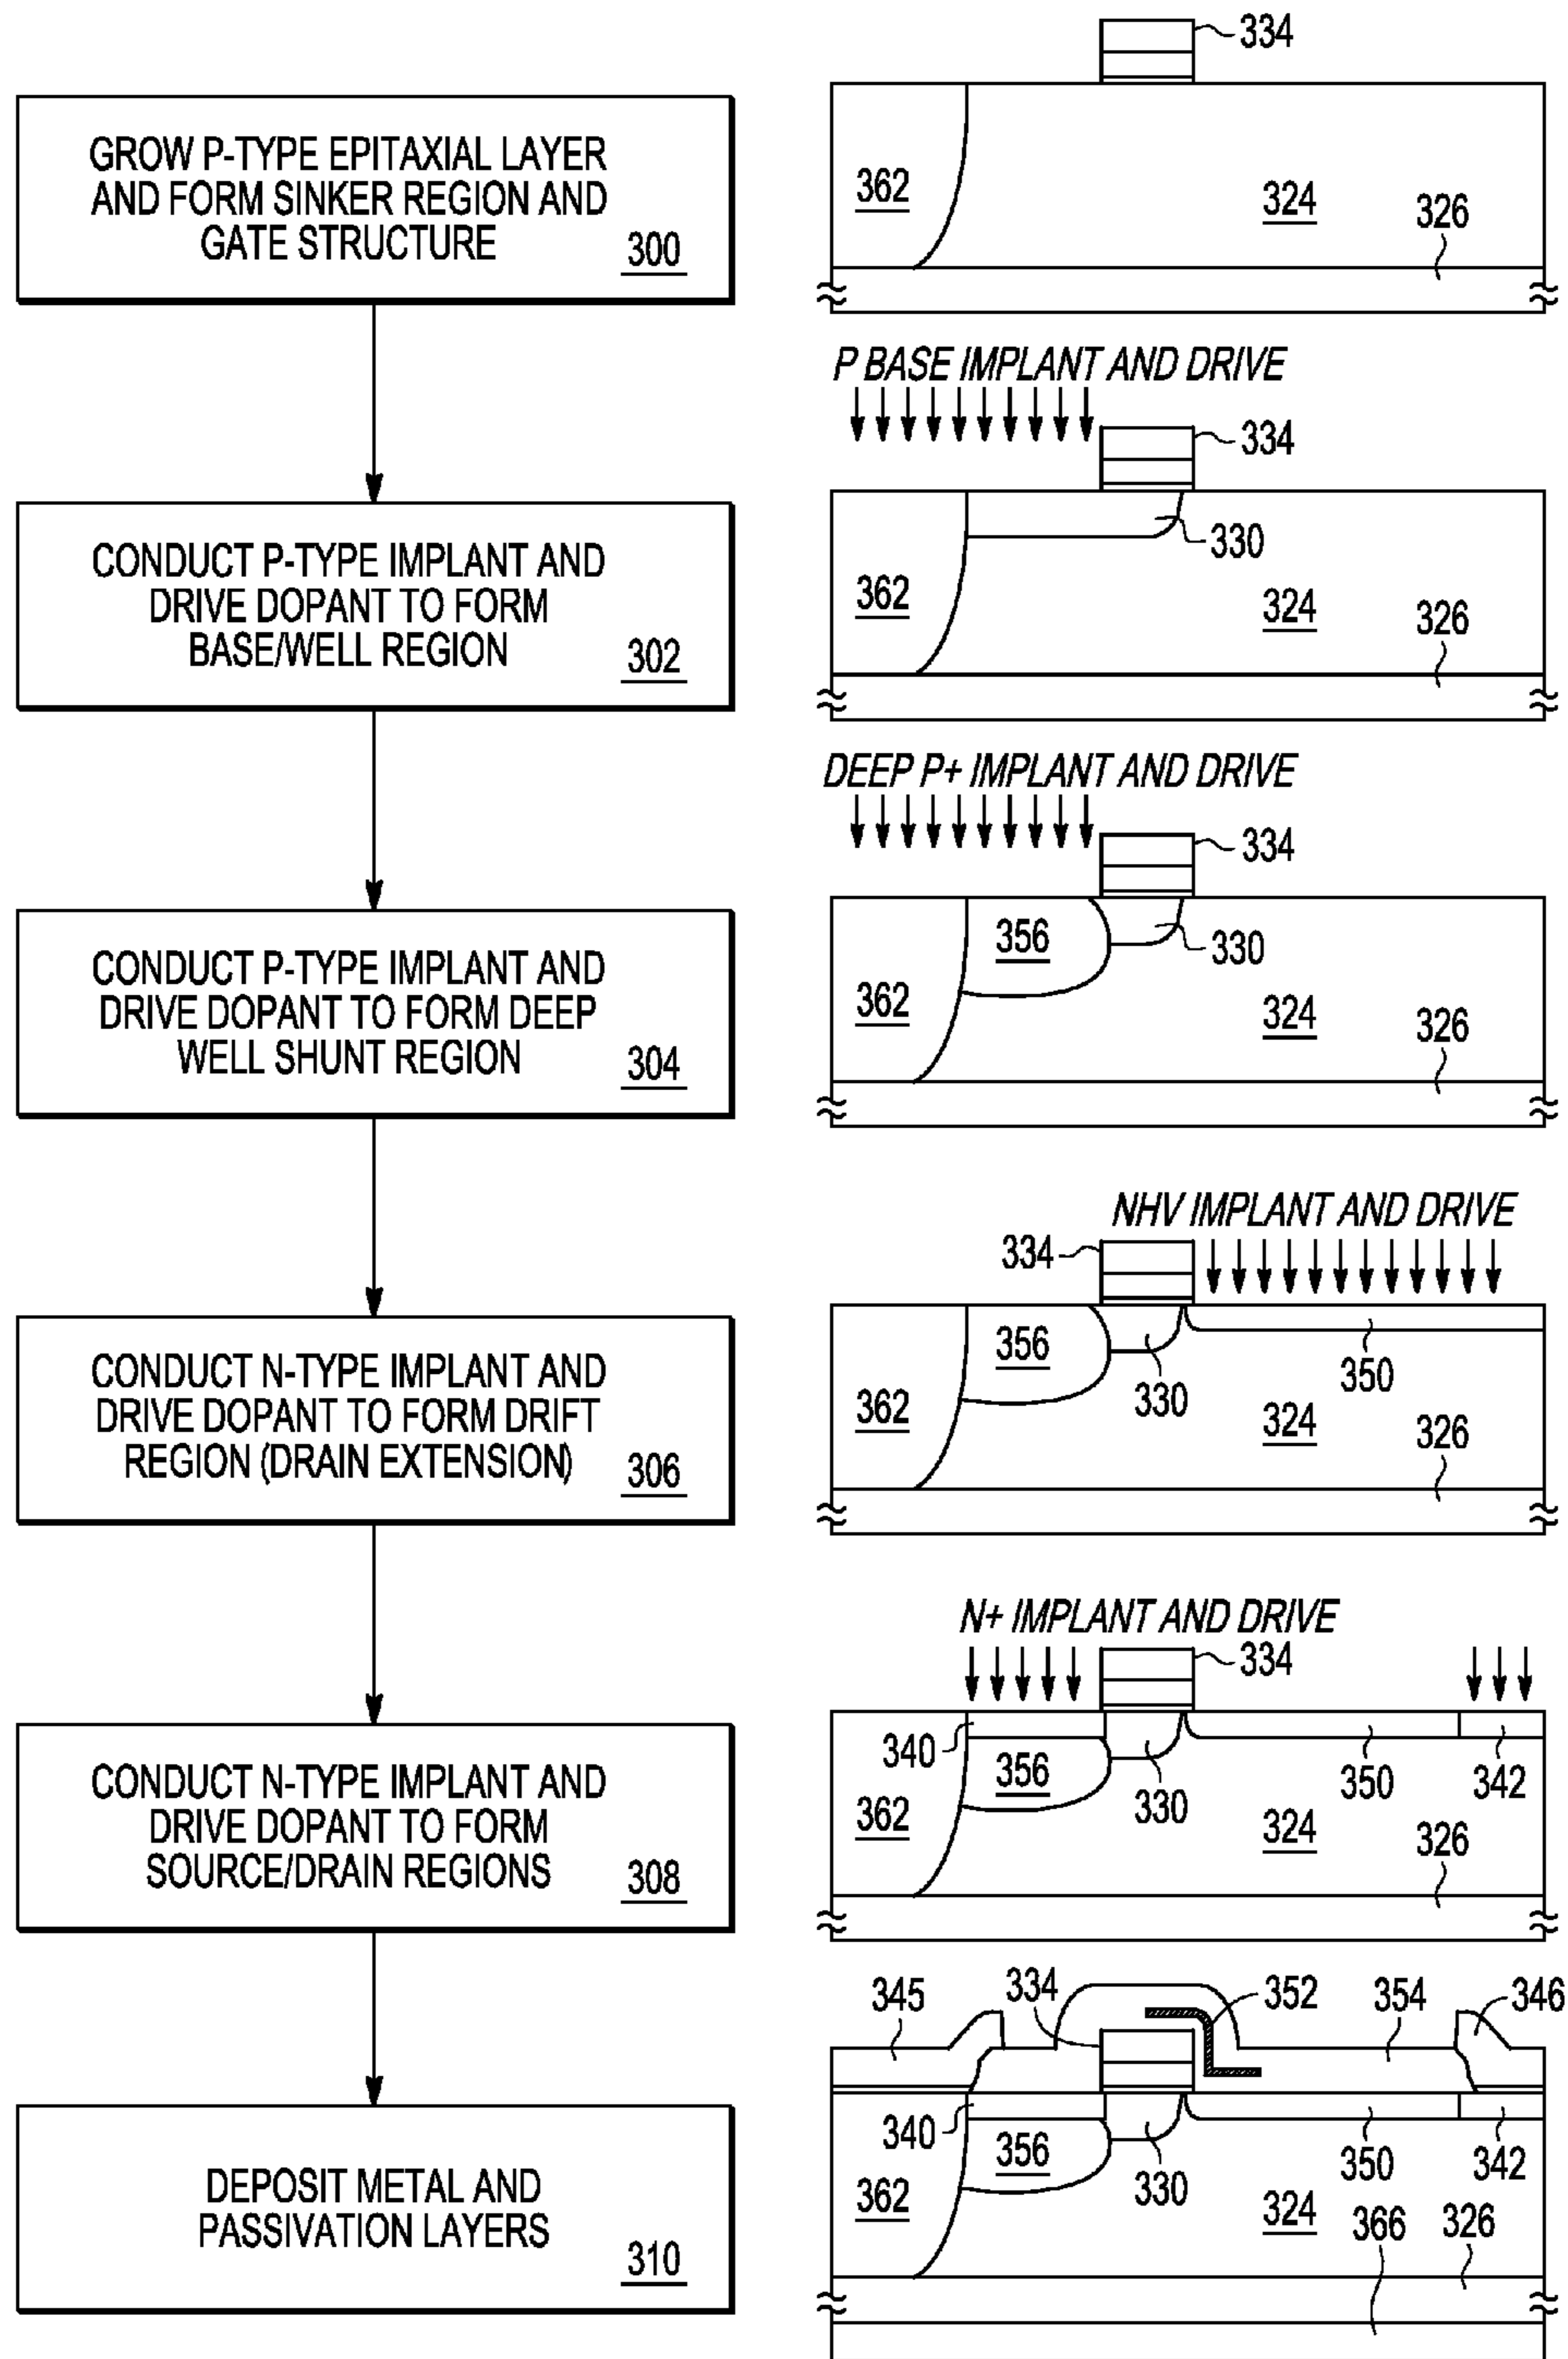 GROW P-TYPE EPITAXIAL LAYER
AND FORM SINKER REGION AND
GATE STRUCTURE
300
334
362
324
326
P BASE IMPLANT AND DRIVE
334
330
CONDUCT P-TYPE IMPLANT AND
DRIVE DOPANT TO FORM
BASE/WELL REGION
302
362
324
326
DEEP P+ IMPLANT AND DRIVE
334
356
330
CONDUCT P-TYPE IMPLANT AND
DRIVE DOPANT TO FORM DEEP
WELL SHUNT REGION
304
362
324
326
NHV IMPLANT AND DRIVE
334
356
330
350
CONDUCT N-TYPE IMPLANT AND
DRIVE DOPANT TO FORM DRIFT
REGION (DRAIN EXTENSION)
306
362
324
326
N+ IMPLANT AND DRIVE
334
340
356
330
350
342
CONDUCT N-TYPE IMPLANT AND
DRIVE DOPANT TO FORM
SOURCE/DRAIN REGIONS
308
362
324
326
345
334
352
354
346
340
356
330
350
342
DEPOSIT METAL AND
PASSIVATION LAYERS
310
362
324
366
326